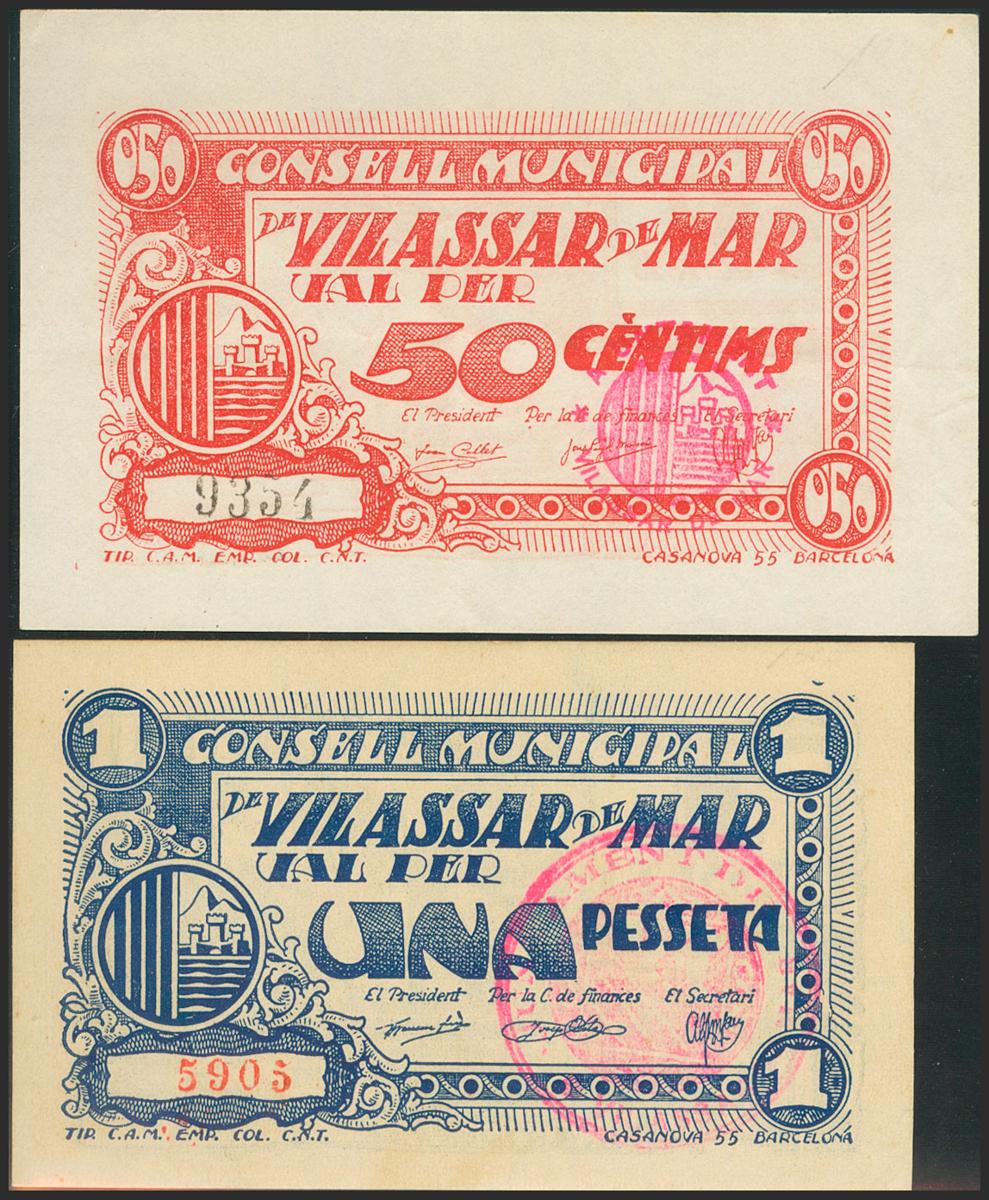 0'50 0'50
CONSELL MUNICIPAL
DE VILASSAR DE MAR
VAL PER
50 CÈNTIMS
El President Per la C. de finances El Secretari
Joan Collet
9354
0'50
TIP. C.A.M. EMP. COL. C.N.T. CASANOVA 55 BARCELONA
1 1
CONSELL MUNICIPAL
DE VILASSAR DE MAR
VAL PER
UNA PESSETA
El President Per la C. de finances El Secretari
5905
1
TIP. C.A.M. EMP. COL. C.N.T. CASANOVA 55 BARCELONA